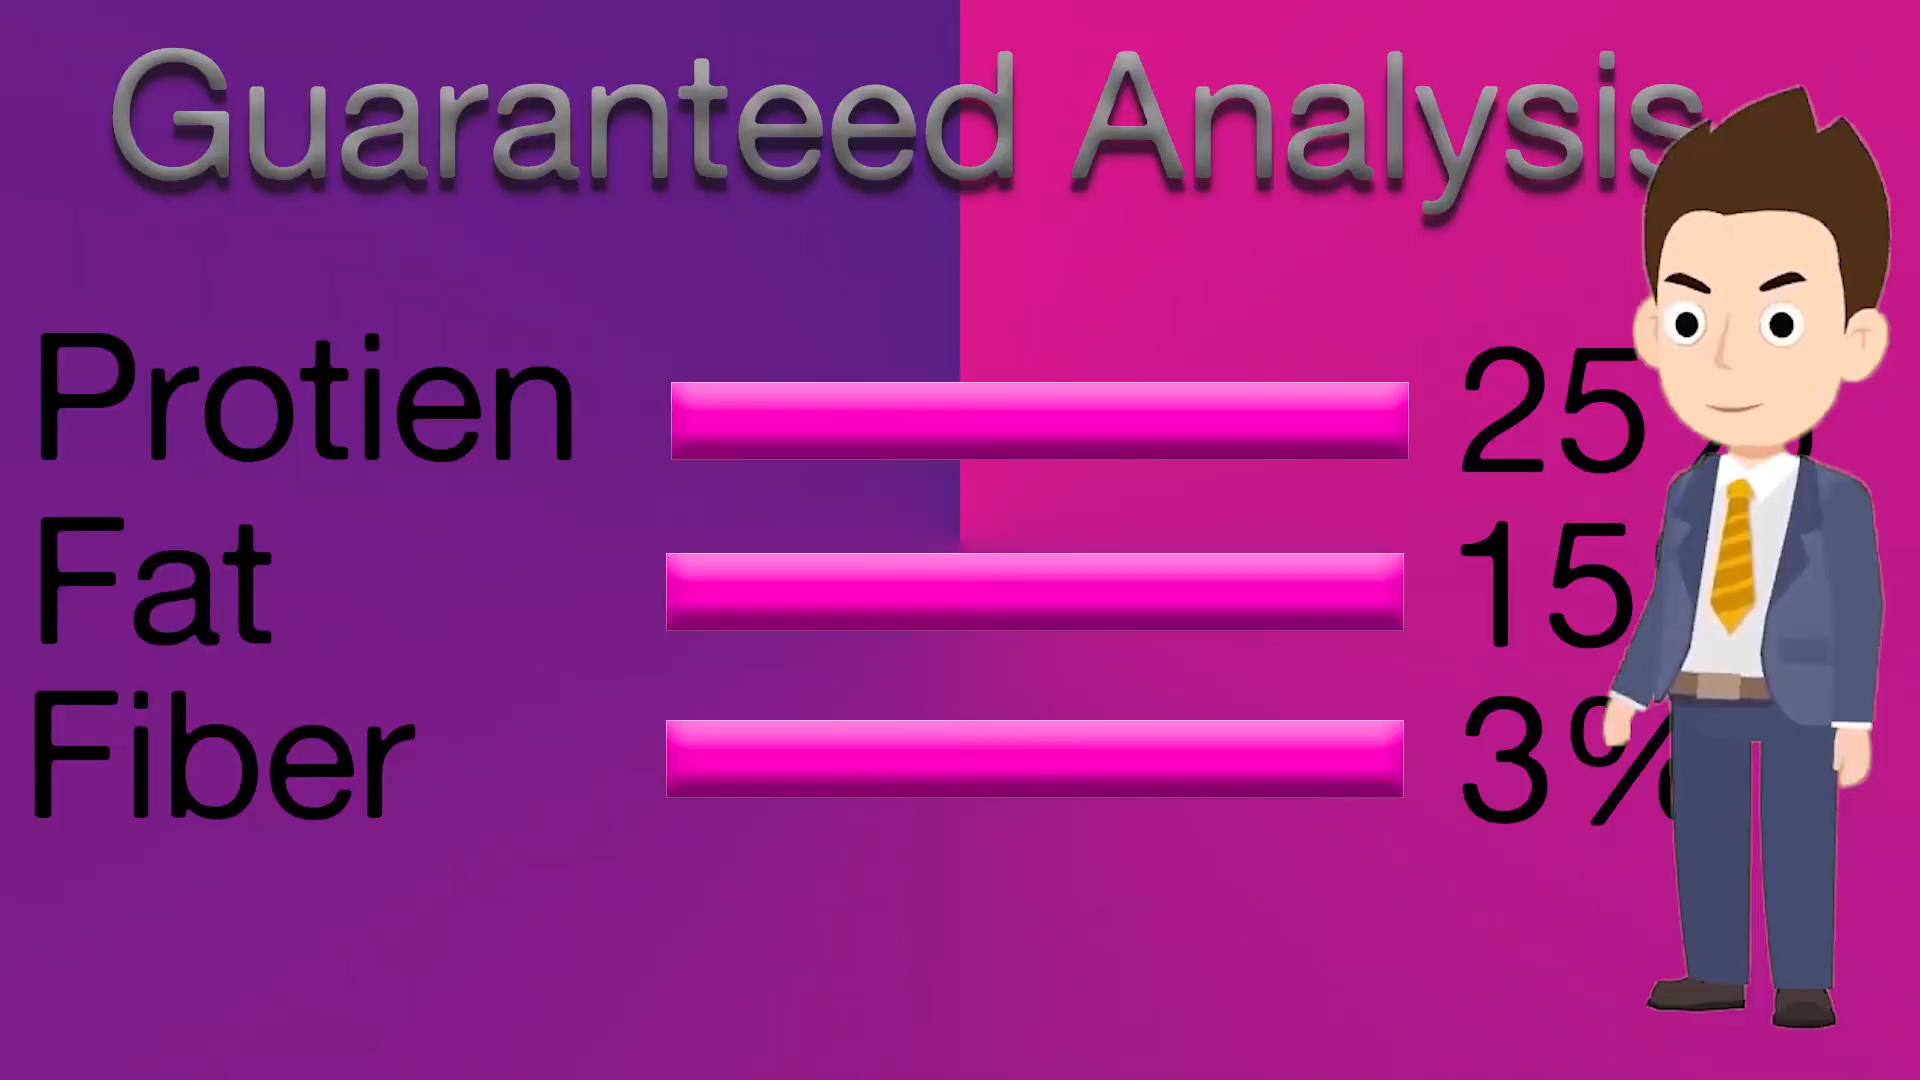 Guaranteed Analysis
Protien 25%
Fat 15
Fiber 3%